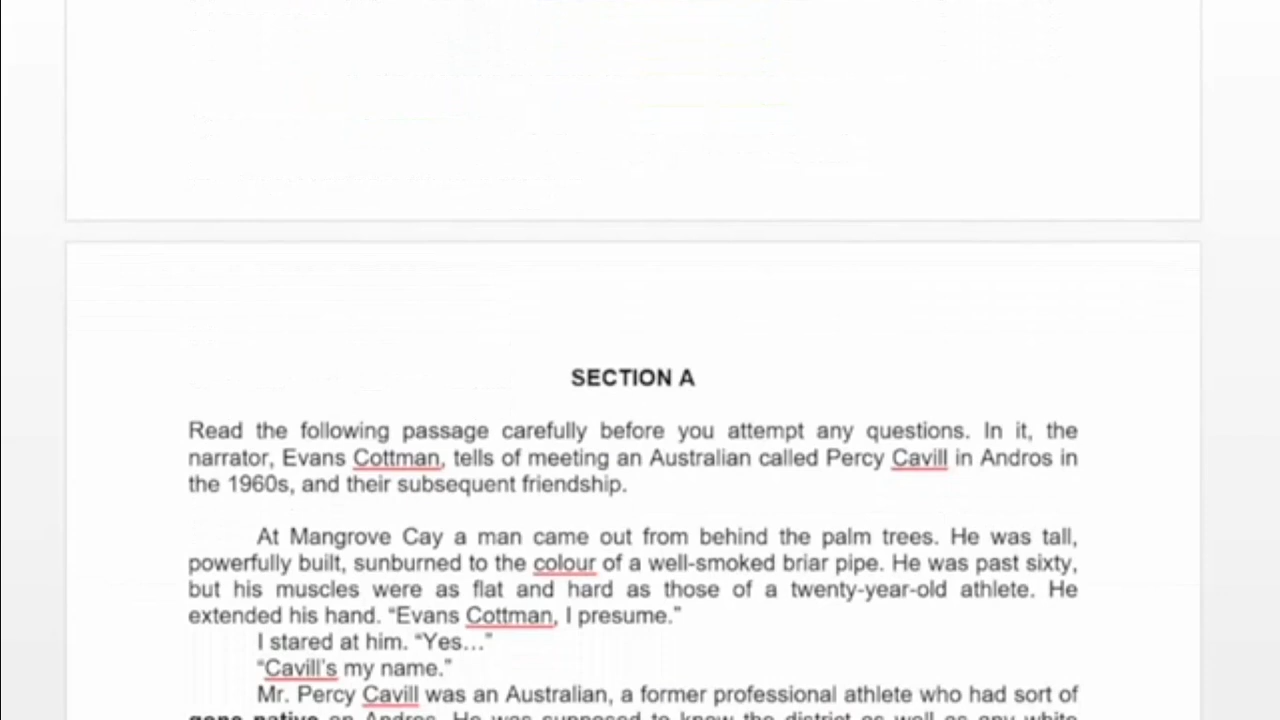 SECTION A
Read the following passage carefully before you attempt any questions. In it, the
narrator, Evans Cottman, tells of meeting an Australian called Percy Cavill in Andros in
the 1960s, and their subsequent friendship.
At Mangrove Cay a man came out from behind the palm trees. He was tall,
powerfully built, sunburned to the colour of a well-smoked briar pipe. He was past sixty,
but his muscles were as flat and hard as those of a twenty-year-old athlete. He
extended his hand. “Evans Cottman, I presume.”
I stared at him. “Yes...”
“Cavill’s my name.”
Mr. Percy Cavill was an Australian, a former professional athlete who had sort of
gone native on Andros. He was supposed to know the district as well as any white